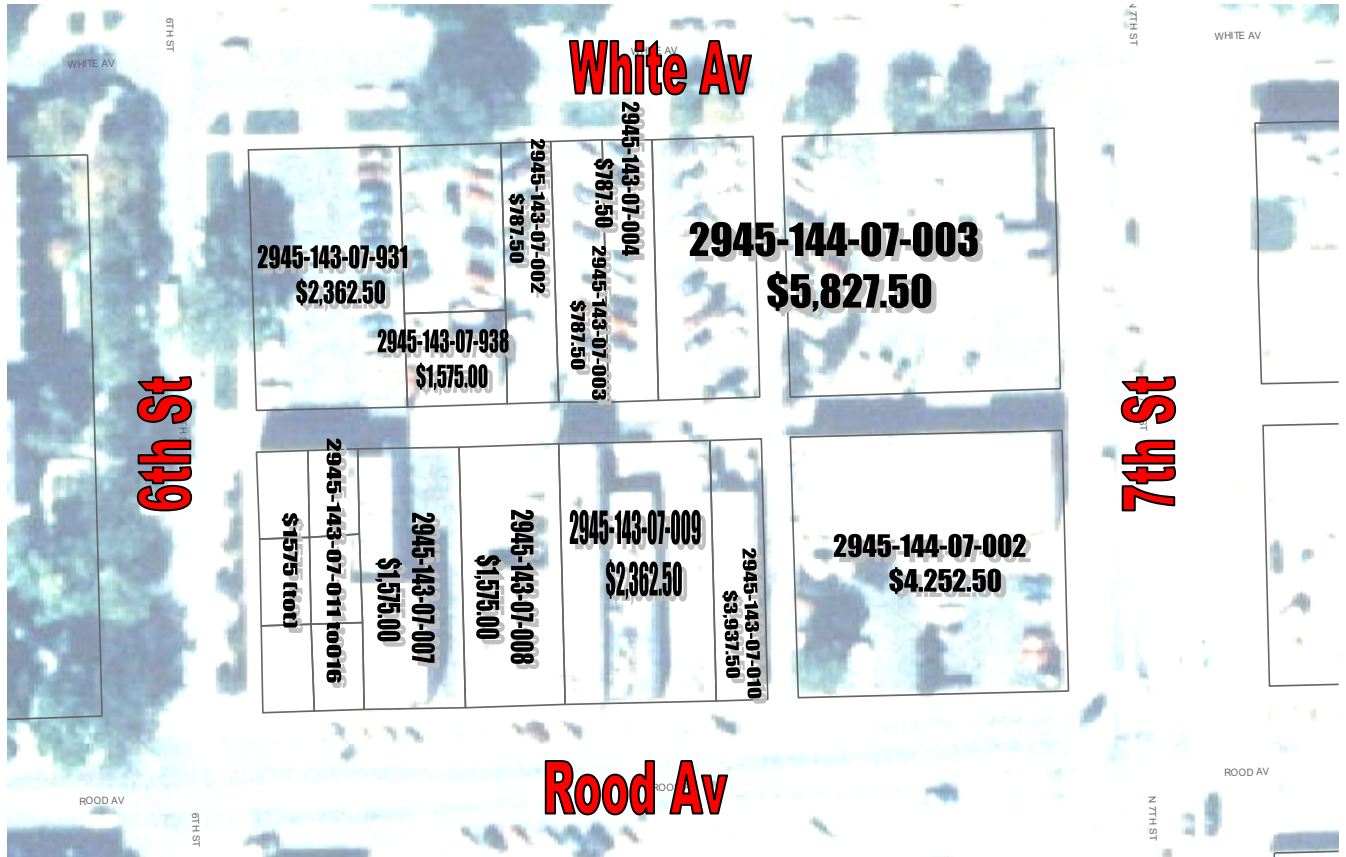 6TH ST
N 7TH ST
WHITE AV
WHITE AV
WHITE AV
White Av
2945-143-07-931
$2,362.50
2945-143-07-938
$1,575.00
2945-143-07-002
$787.50
2945-143-07-004
$787.50
2945-143-07-003
$787.50
2945-144-07-003
$5,827.50
6th St
7th St
2945-143-07-011 to 016
$1575 (tot)
2945-143-07-007
$1,575.00
2945-143-07-008
$1,575.00
2945-143-07-009
$2,362.50
2945-143-07-010
$3,937.50
2945-144-07-002
$4.252.50
Rood Av
ROOD AV
ROOD AV
6TH ST
N 7TH ST